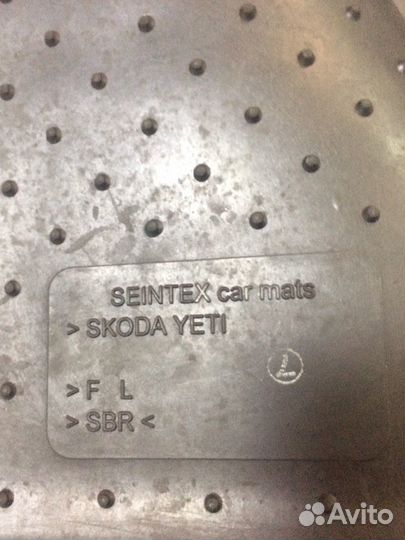 SEINTEX car mats
> SKODA YETI
L
> F L
> SBR <
Avito